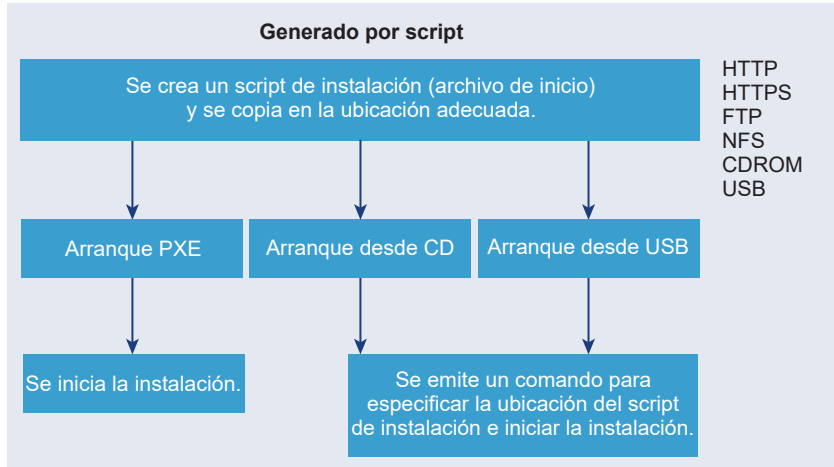 Generado por script
Se crea un script de instalación (archivo de inicio)
y se copia en la ubicación adecuada.
HTTP
HTTPS
FTP
NFS
CDROM
USB
Arranque PXE
Arranque desde CD
Arranque desde USB
Se inicia la instalación.
Se emite un comando para
especificar la ubicación del script
de instalación e iniciar la instalación.